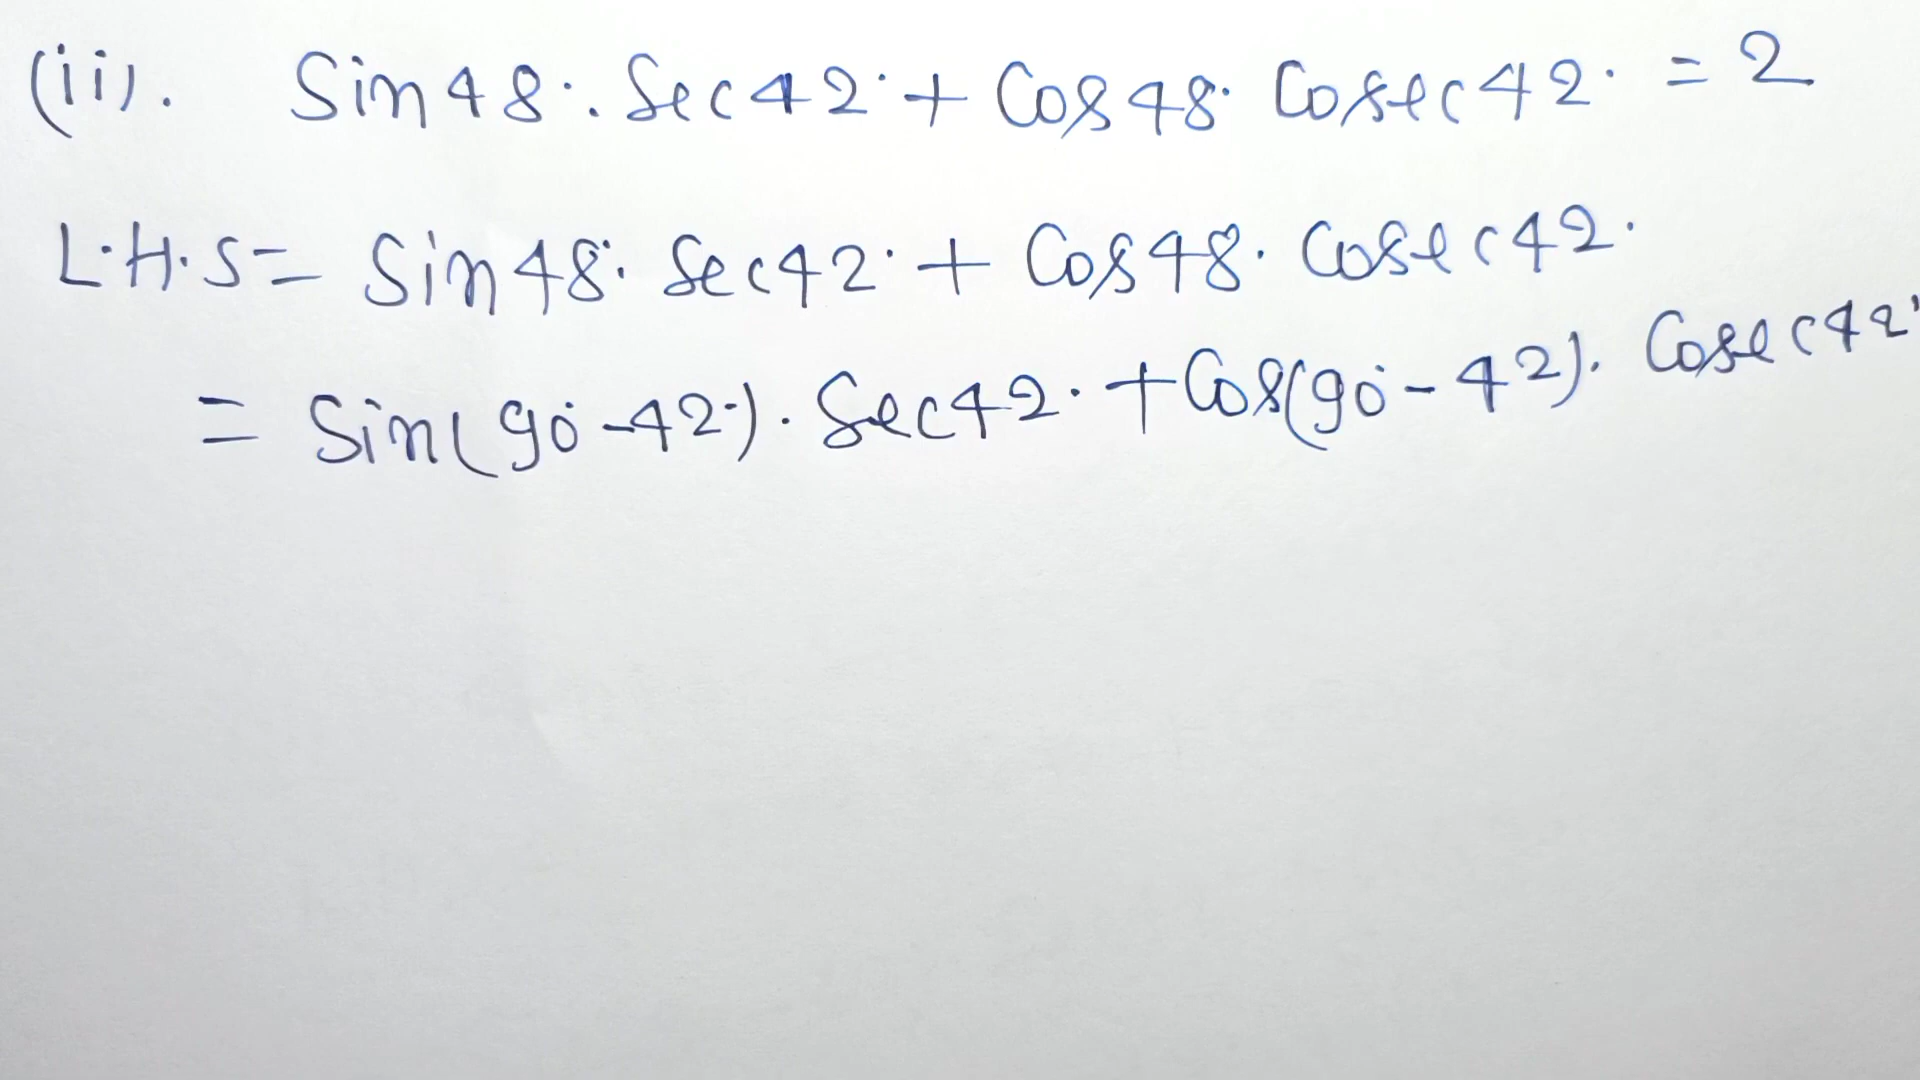 (ii). Sin48°. Sec42° + Cos48° Cosec42° = 2
L.H.S = Sin48°. Sec42° + Cos48°. Cosec42°
= Sin(90°-42°). Sec42° + Cos(90°-42). Cosec42°